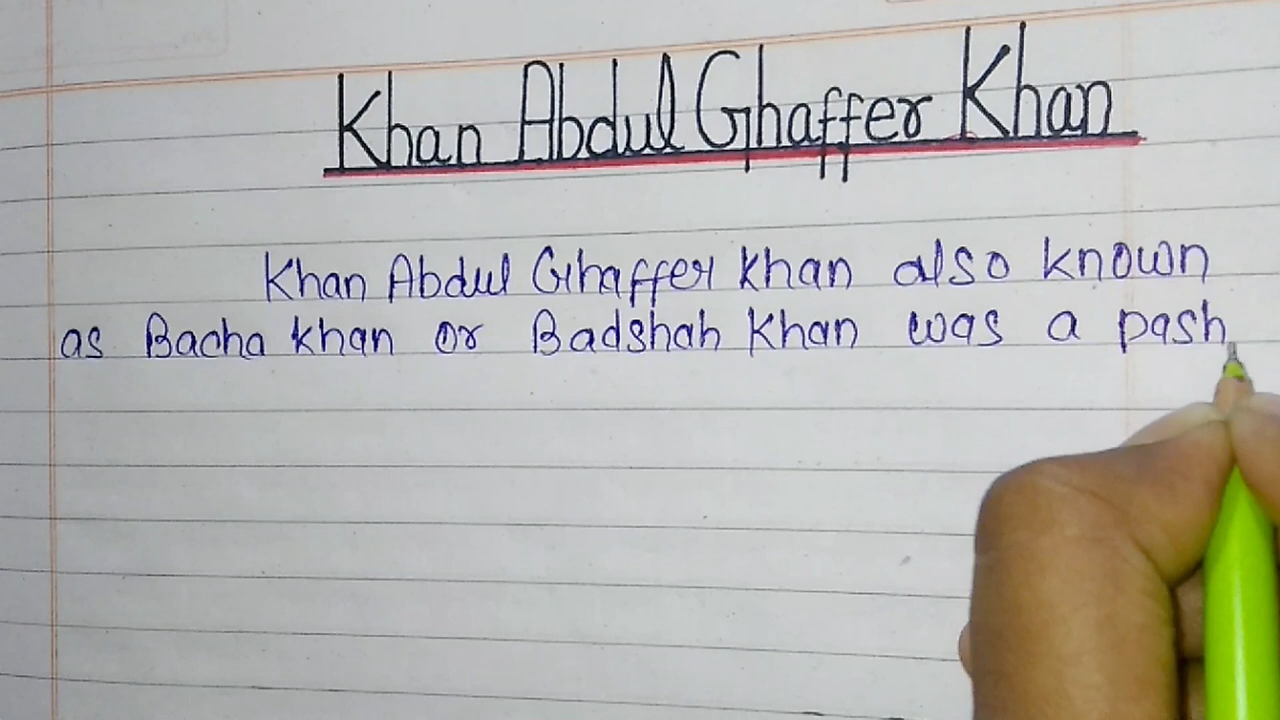 Khan Abdul Ghaffer Khan
Khan Abdul Ghaffer Khan also known
as Bacha khan or Badshah Khan was a pash